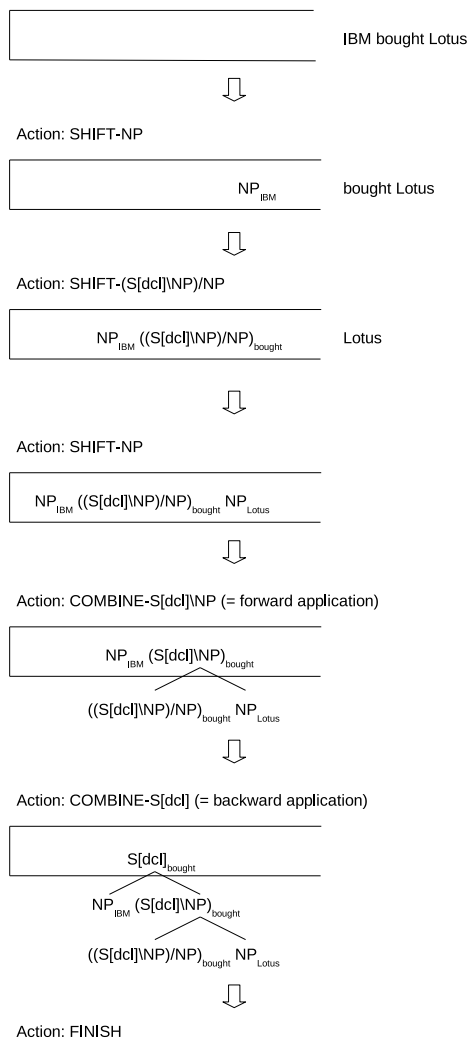 IBM bought Lotus
Action: SHIFT-NP
NP_IBM bought Lotus
Action: SHIFT-(S[dcl]\NP)/NP
NP_IBM ((S[dcl]\NP)/NP)_bought Lotus
Action: SHIFT-NP
NP_IBM ((S[dcl]\NP)/NP)_bought NP_Lotus
Action: COMBINE-S[dcl]\NP (= forward application)
NP_IBM (S[dcl]\NP)_bought
((S[dcl]\NP)/NP)_bought NP_Lotus
Action: COMBINE-S[dcl] (= backward application)
S[dcl]_bought
NP_IBM (S[dcl]\NP)_bought
((S[dcl]\NP)/NP)_bought NP_Lotus
Action: FINISH